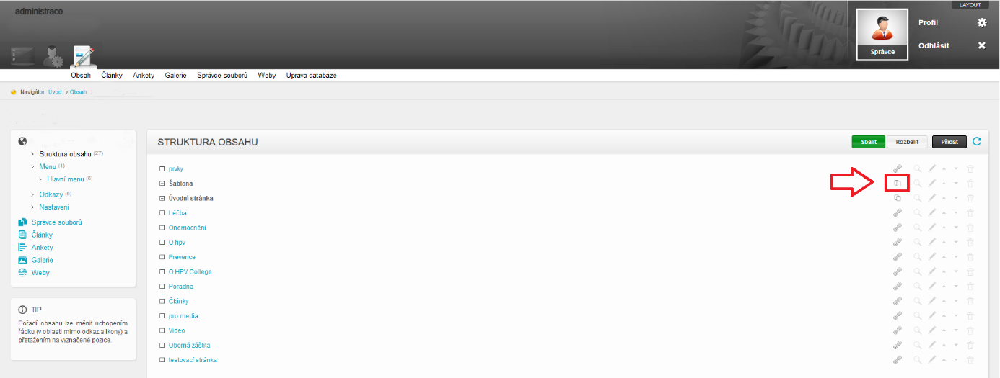 administrace
LAYOUT
Profil
Odhlásit
Správce
Obsah Články Ankety Galerie Správce souborů Weby Úprava databáze
Navigátor: Úvod > Obsah
Struktura obsahu (27)
Menu (1)
Hlavní menu (6)
Odkazy (5)
Nastavení
Správce souborů
Články
Ankety
Galerie
Weby
TIP
Pořadí obsahu lze měnit uchopením
řádku (v oblasti mimo odkaz a ikony) a
přetažením na vyznačené pozice.
STRUKTURA OBSAHU
Sbalit Rozbalit Přidat
prvky
Šablona
Úvodní stránka
Léčba
Onemocnění
O hpv
Prevence
O HPV College
Poradna
Články
pro media
Video
Oborná záštita
testovací stránka